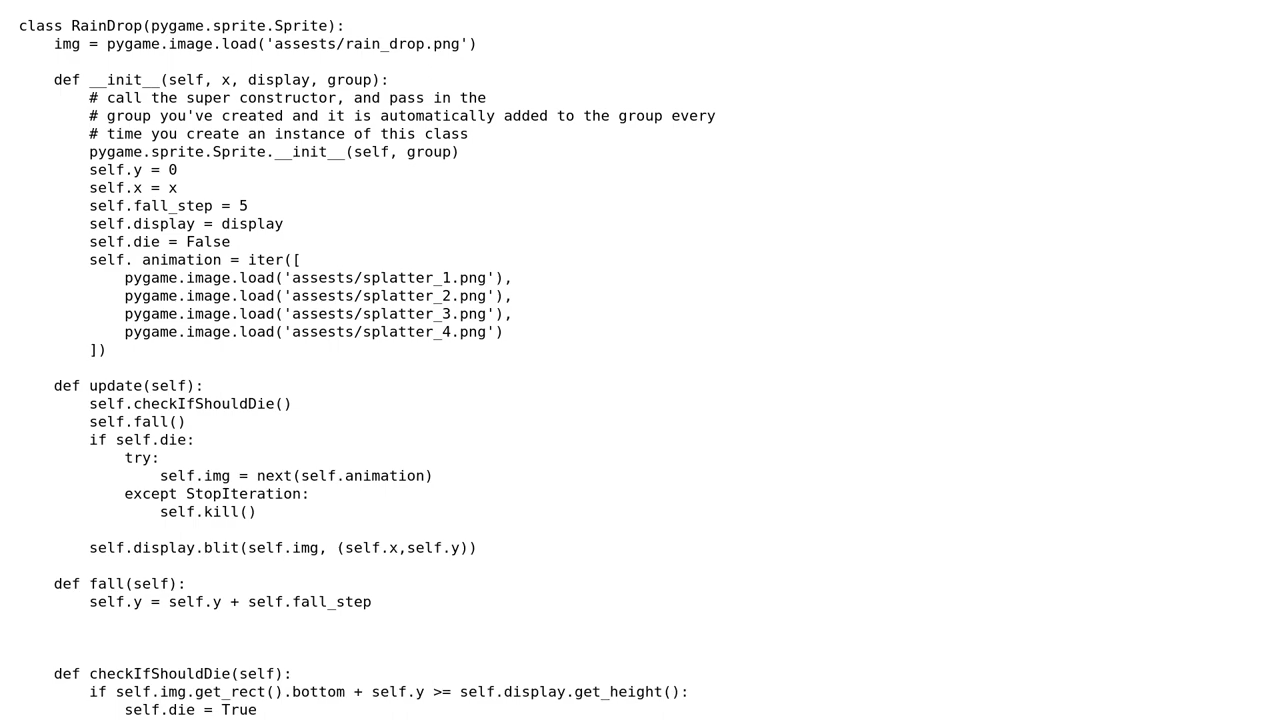 class RainDrop(pygame.sprite.Sprite):
    img = pygame.image.load('assests/rain_drop.png')

    def __init__(self, x, display, group):
        # call the super constructor, and pass in the
        # group you've created and it is automatically added to the group every
        # time you create an instance of this class
        pygame.sprite.Sprite.__init__(self, group)
        self.y = 0
        self.x = x
        self.fall_step = 5
        self.display = display
        self.die = False
        self. animation = iter([
            pygame.image.load('assests/splatter_1.png'),
            pygame.image.load('assests/splatter_2.png'),
            pygame.image.load('assests/splatter_3.png'),
            pygame.image.load('assests/splatter_4.png')
        ])

    def update(self):
        self.checkIfShouldDie()
        self.fall()
        if self.die:
            try:
                self.img = next(self.animation)
            except StopIteration:
                self.kill()

        self.display.blit(self.img, (self.x,self.y))

    def fall(self):
        self.y = self.y + self.fall_step



    def checkIfShouldDie(self):
        if self.img.get_rect().bottom + self.y >= self.display.get_height():
            self.die = True